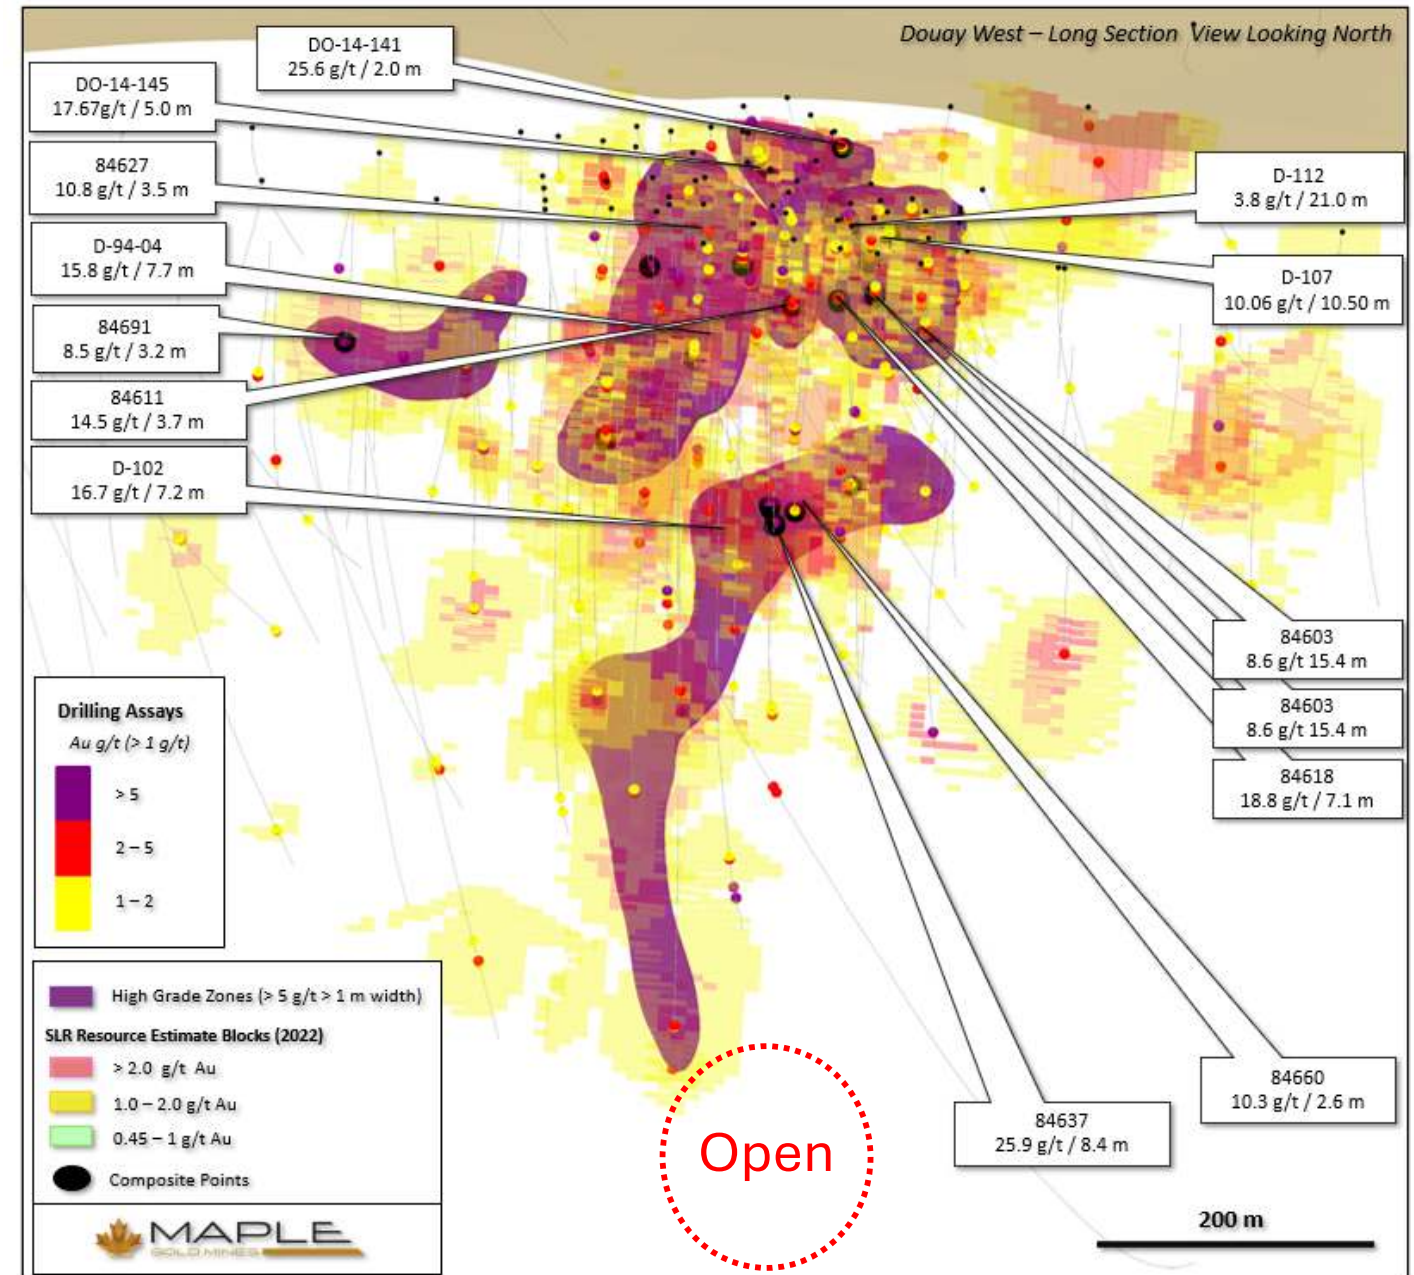 Douay West – Long Section View Looking North
DO-14-141
25.6 g/t / 2.0 m
DO-14-145
17.67g/t / 5.0 m
84627
10.8 g/t / 3.5 m
D-94-04
15.8 g/t / 7.7 m
84691
8.5 g/t / 3.2 m
84611
14.5 g/t / 3.7 m
D-102
16.7 g/t / 7.2 m
D-112
3.8 g/t / 21.0 m
D-107
10.06 g/t / 10.50 m
84603
8.6 g/t 15.4 m
84603
8.6 g/t 15.4 m
84618
18.8 g/t / 7.1 m
84660
10.3 g/t / 2.6 m
84637
25.9 g/t / 8.4 m
Drilling Assays
Au g/t (> 1 g/t)
> 5
2 – 5
1 – 2
High Grade Zones (> 5 g/t > 1 m width)
SLR Resource Estimate Blocks (2022)
> 2.0 g/t Au
1.0 – 2.0 g/t Au
0.45 – 1 g/t Au
Composite Points
MAPLE
GOLD MINES
Open
200 m